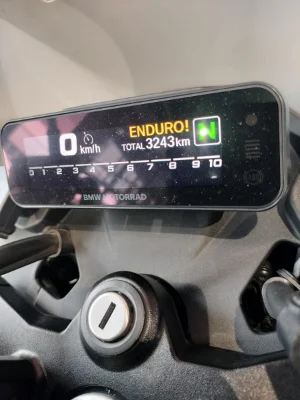 ENDURO!
0 km/h
TOTAL 3243 km
N
0 1 2 3 4 5 6 7 8 9 10
BMW MOTORRAD